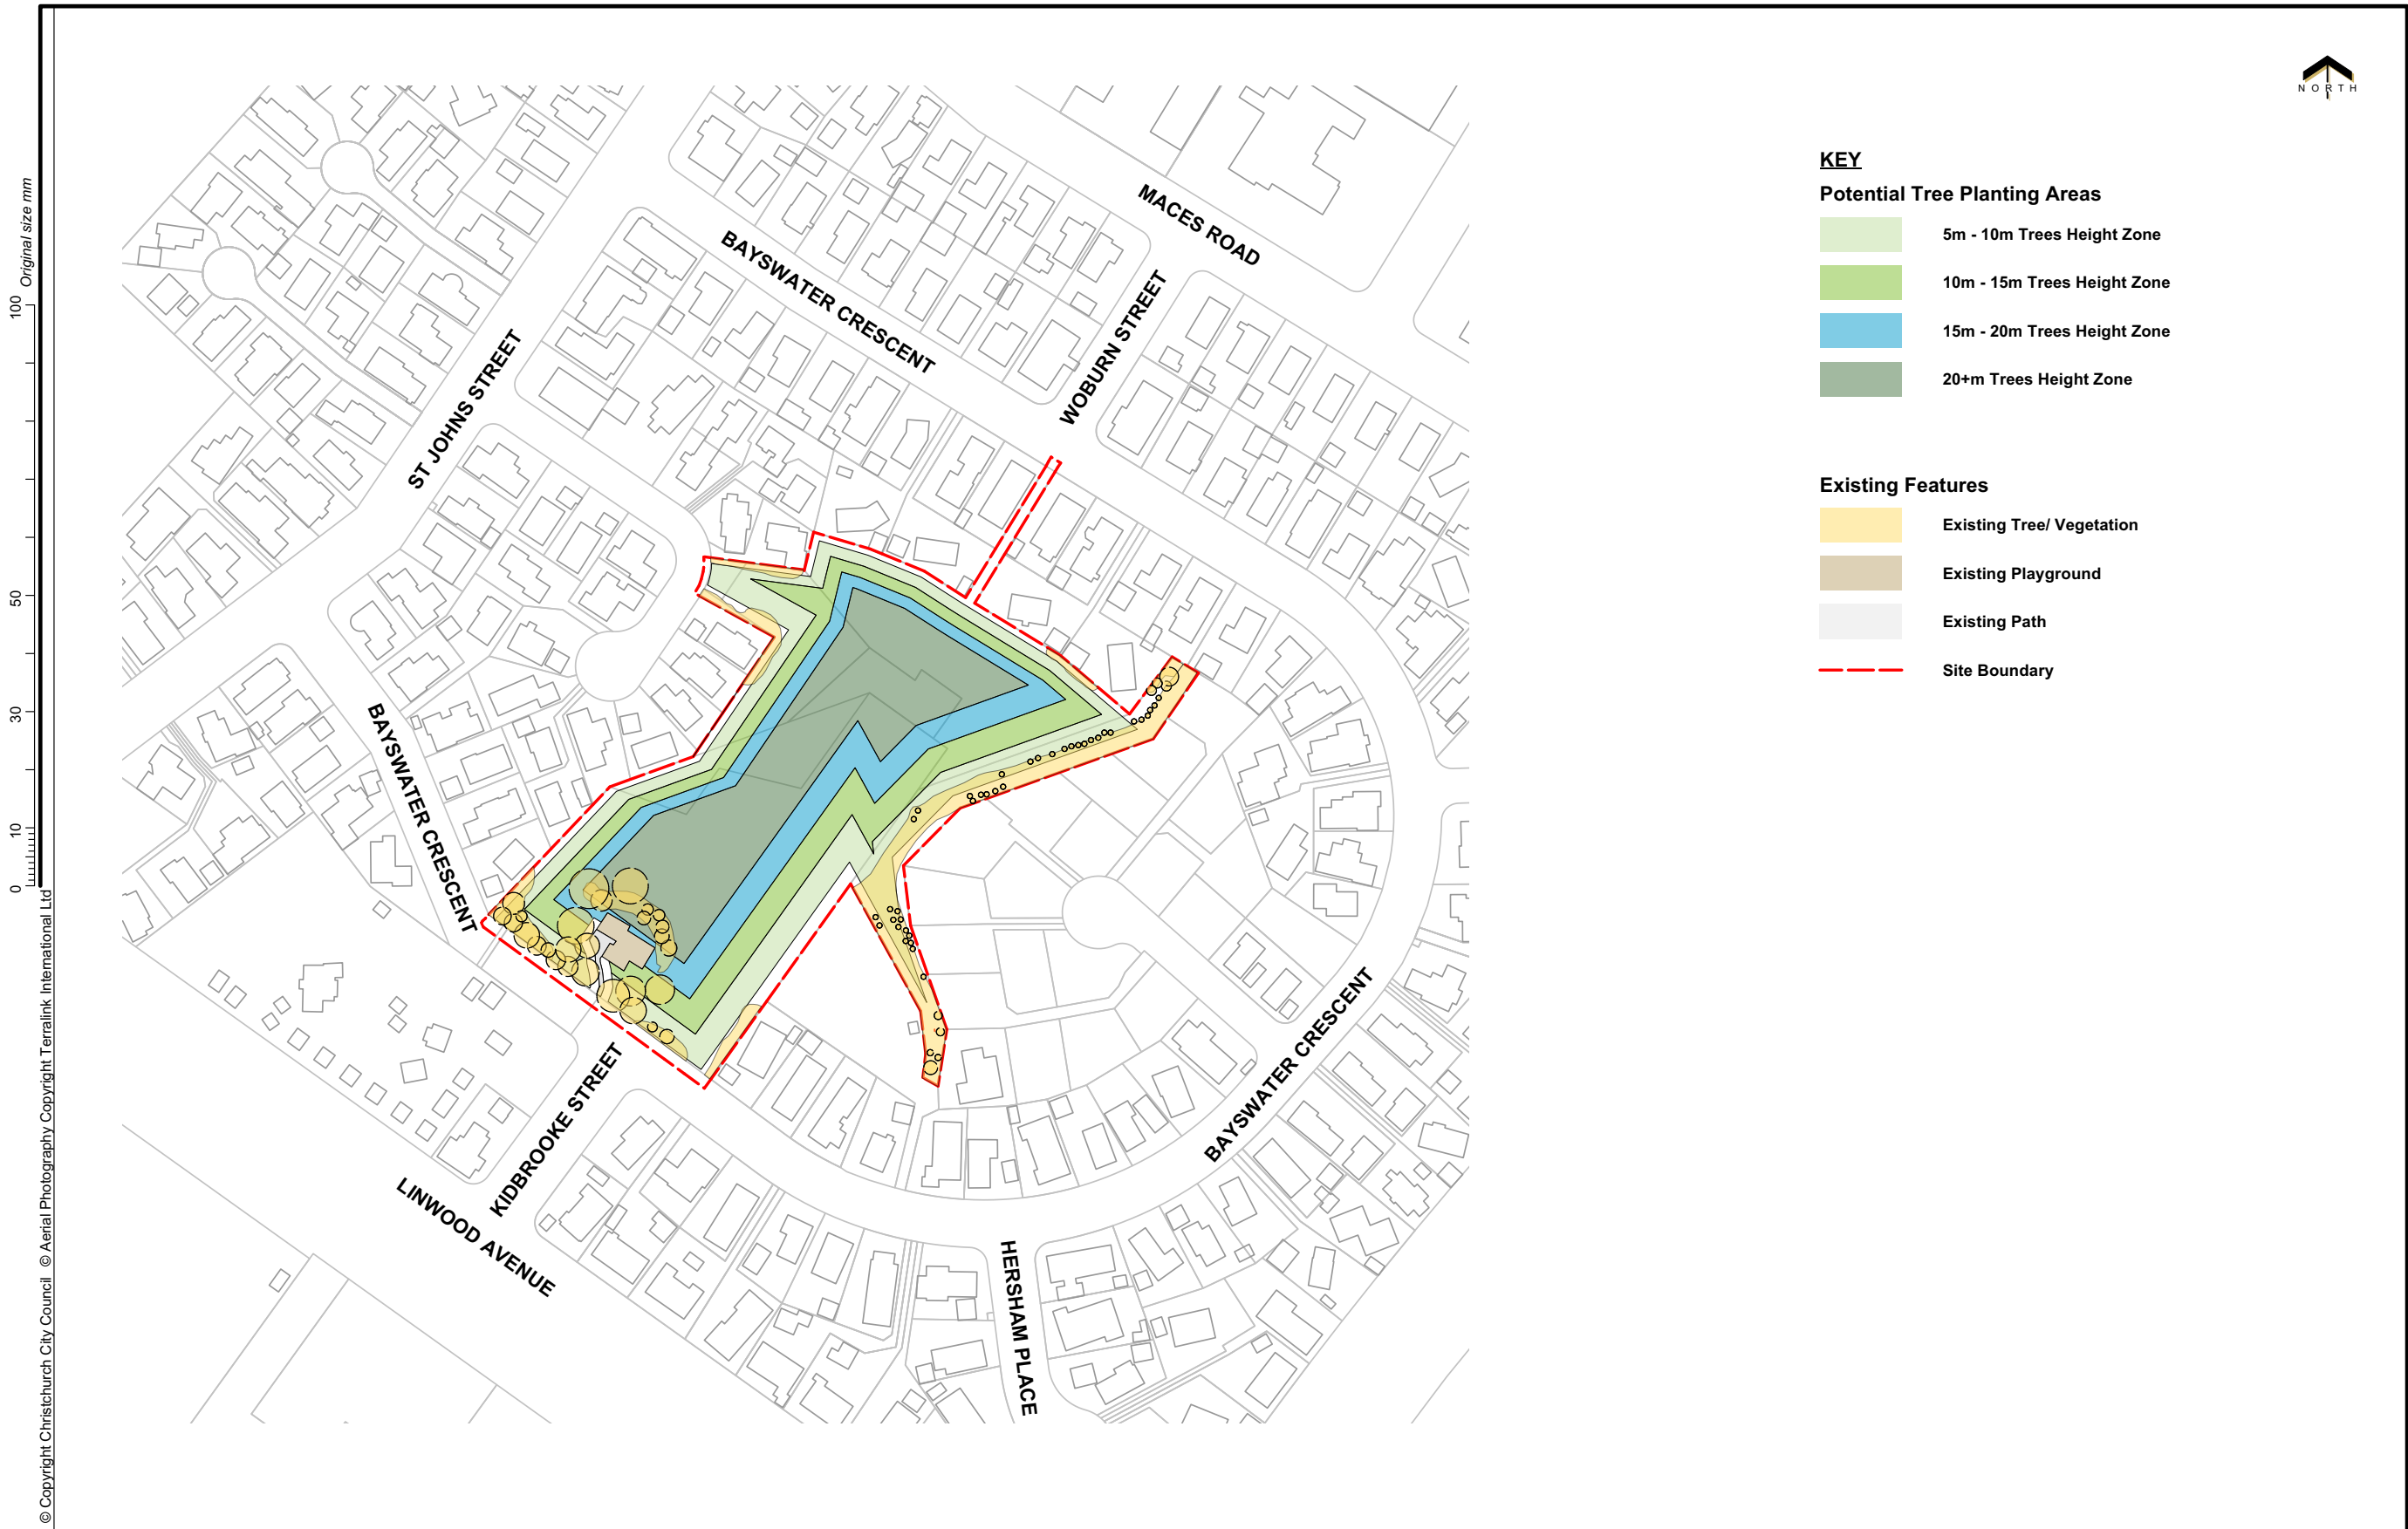 NORTH
KEY
Potential Tree Planting Areas
5m - 10m Trees Height Zone
10m - 15m Trees Height Zone
15m - 20m Trees Height Zone
20+m Trees Height Zone
Existing Features
Existing Tree/ Vegetation
Existing Playground
Existing Path
Site Boundary
MACES ROAD
BAYSWATER CRESCENT
WOBURN STREET
ST JOHNS STREET
BAYSWATER CRESCENT
BAYSWATER CRESCENT
KIDBROOKE STREET
LINWOOD AVENUE
HERSHAM PLACE
Original size mm
100
50
30
10
0
© Copyright Christchurch City Council © Aerial Photography Copyright Terralink International Ltd